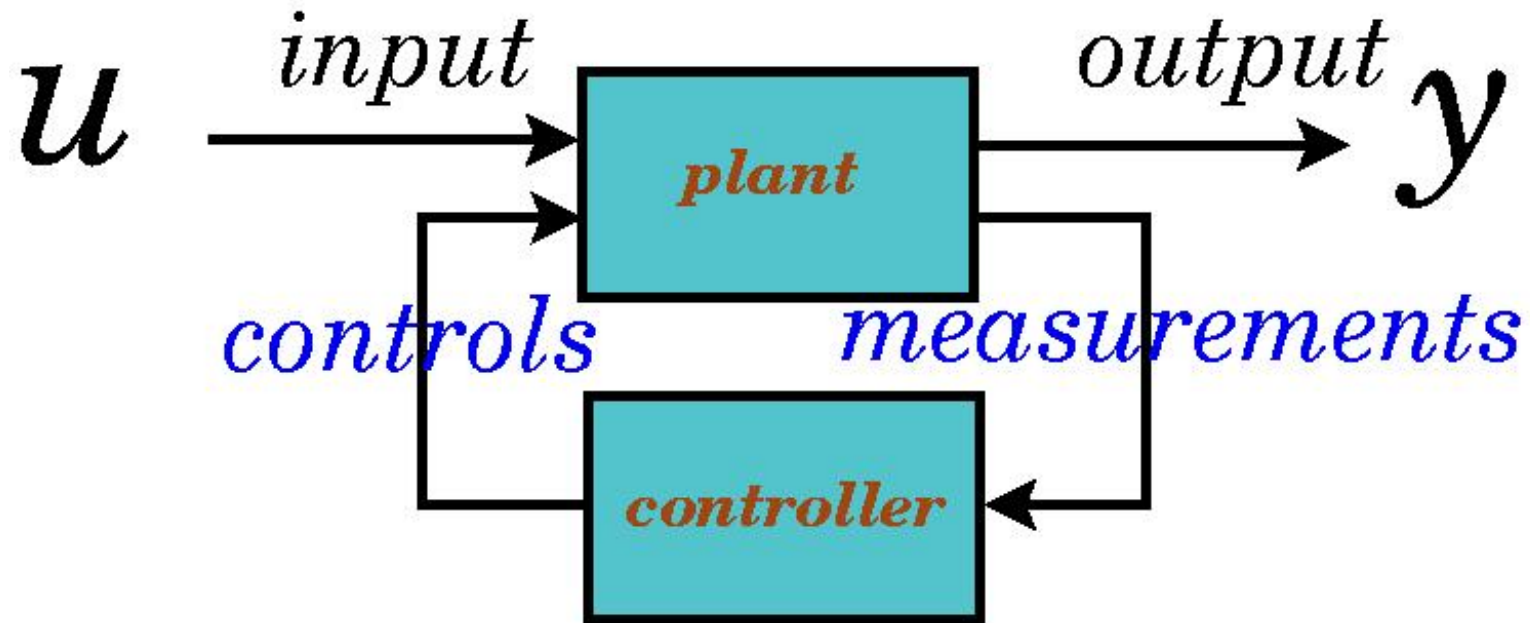 u input output y
plant
controls measurements
controller